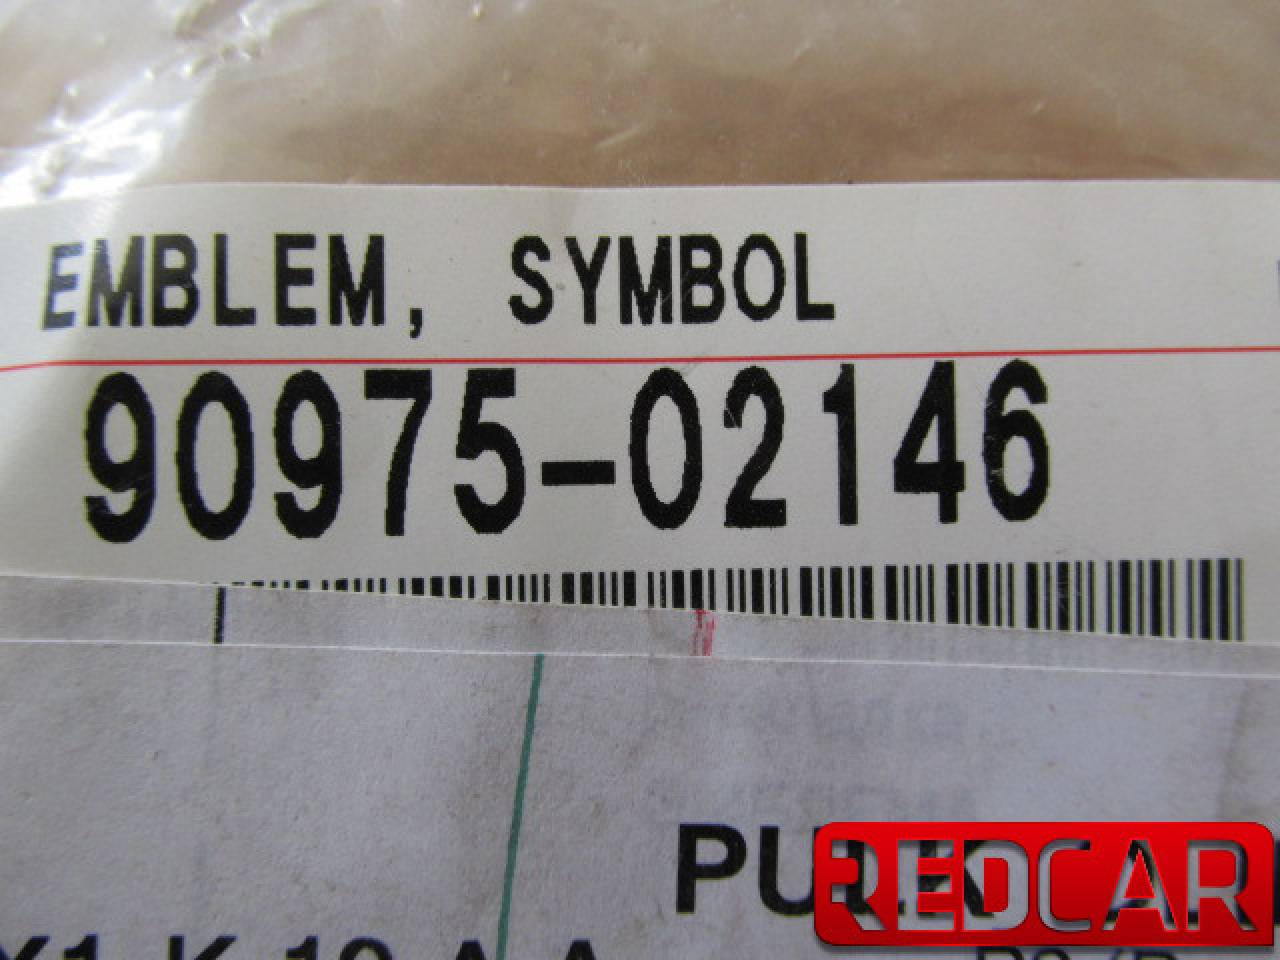 EMBLEM, SYMBOL
90975-02146
REDCAR